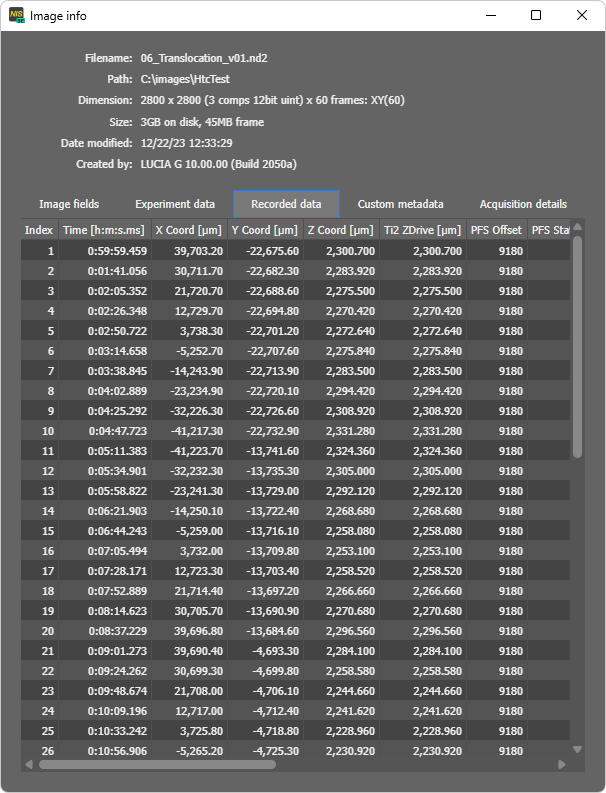 NIS
Image info
Filename: 06_Translocation_v01.nd2
Path: C:\images\HtcTest
Dimension: 2800 x 2800 (3 comps 12bit uint) x 60 frames: XY(60)
Size: 3GB on disk, 45MB frame
Date modified: 12/22/23 12:33:29
Created by: LUCIA G 10.00.00 (Build 2050a)
Image fields Experiment data Recorded data Custom metadata Acquisition details
Index Time [h:m:s.ms] X Coord [µm] Y Coord [µm] Z Coord [µm] Ti2 ZDrive [µm] PFS Offset PFS Sta
1 0:59:59.459 39,703.20 -22,675.60 2,300.700 2,300.700 9180
2 0:01:41.056 30,711.70 -22,682.30 2,283.920 2,283.920 9180
3 0:02:05.352 21,720.70 -22,688.60 2,275.500 2,275.500 9180
4 0:02:26.348 12,729.70 -22,694.80 2,270.420 2,270.420 9180
5 0:02:50.722 3,738.30 -22,701.20 2,272.640 2,272.640 9180
6 0:03:14.658 -5,252.70 -22,707.60 2,275.840 2,275.840 9180
7 0:03:38.845 -14,243.90 -22,713.90 2,283.500 2,283.500 9180
8 0:04:02.889 -23,234.90 -22,720.10 2,294.420 2,294.420 9180
9 0:04:25.292 -32,226.30 -22,726.60 2,308.920 2,308.920 9180
10 0:04:47.723 -41,217.30 -22,732.90 2,331.280 2,331.280 9180
11 0:05:11.383 -41,223.70 -13,741.60 2,324.360 2,324.360 9180
12 0:05:34.901 -32,232.30 -13,735.30 2,305.000 2,305.000 9180
13 0:05:58.822 -23,241.30 -13,729.00 2,292.120 2,292.120 9180
14 0:06:21.903 -14,250.10 -13,722.40 2,268.680 2,268.680 9180
15 0:06:44.243 -5,259.00 -13,716.10 2,258.080 2,258.080 9180
16 0:07:05.494 3,732.00 -13,709.80 2,253.100 2,253.100 9180
17 0:07:28.171 12,723.30 -13,703.40 2,258.520 2,258.520 9180
18 0:07:52.889 21,714.40 -13,697.20 2,266.660 2,266.660 9180
19 0:08:14.623 30,705.70 -13,690.90 2,270.680 2,270.680 9180
20 0:08:37.229 39,696.80 -13,684.60 2,296.560 2,296.560 9180
21 0:09:01.273 39,690.40 -4,693.30 2,284.100 2,284.100 9180
22 0:09:24.262 30,699.30 -4,699.80 2,258.580 2,258.580 9180
23 0:09:48.674 21,708.00 -4,706.10 2,244.660 2,244.660 9180
24 0:10:09.196 12,717.00 -4,712.40 2,241.620 2,241.620 9180
25 0:10:33.242 3,725.80 -4,718.80 2,228.960 2,228.960 9180
26 0:10:56.906 -5,265.20 -4,725.30 2,230.920 2,230.920 9180